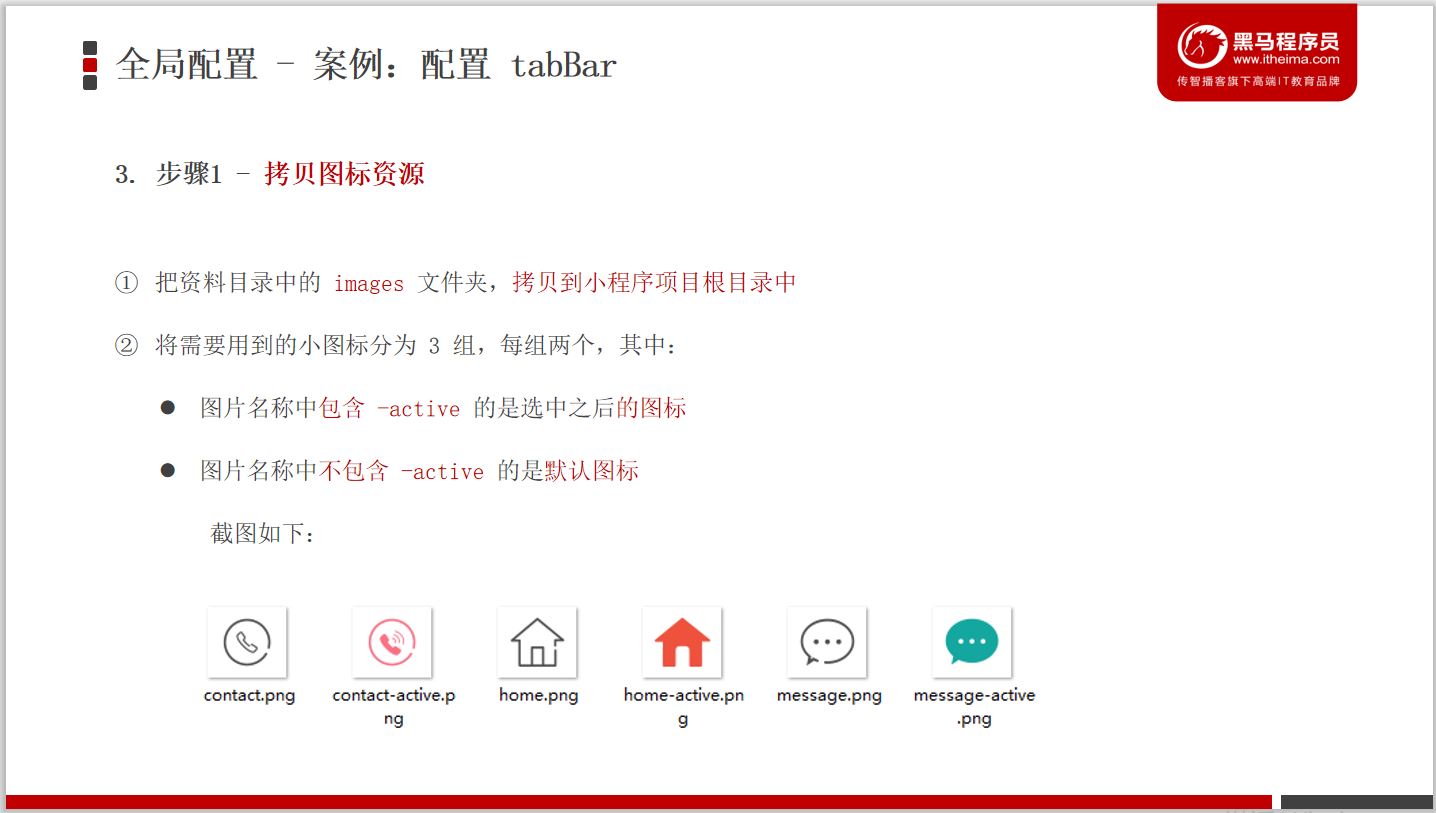 全局配置 - 案例：配置 tabBar
黑马程序员
www.itheima.com
传智播客旗下高端IT教育品牌
3. 步骤1 - 拷贝图标资源
① 把资料目录中的 images 文件夹，拷贝到小程序项目根目录中
② 将需要用到的小图标分为 3 组，每组两个，其中：
● 图片名称中包含 -active 的是选中之后的图标
● 图片名称中不包含 -active 的是默认图标
截图如下：
contact.png
contact-active.p
ng
home.png
home-active.pn
g
message.png
message-active
.png